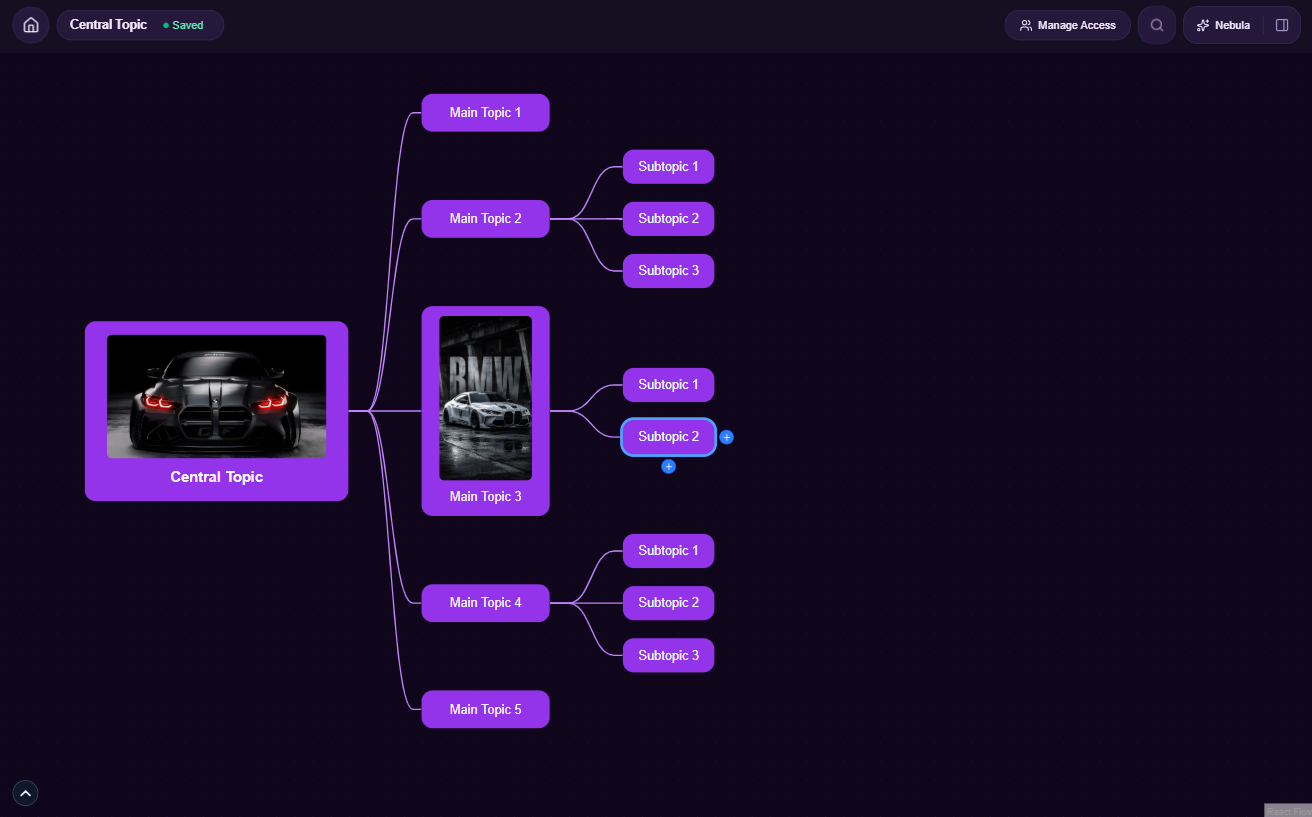 Central Topic
Saved
Manage Access
Nebula
Main Topic 1
Main Topic 2
Subtopic 1
Subtopic 2
Subtopic 3
Central Topic
BMW
Main Topic 3
Subtopic 1
Subtopic 2
Main Topic 4
Subtopic 1
Subtopic 2
Subtopic 3
Main Topic 5
React Flow